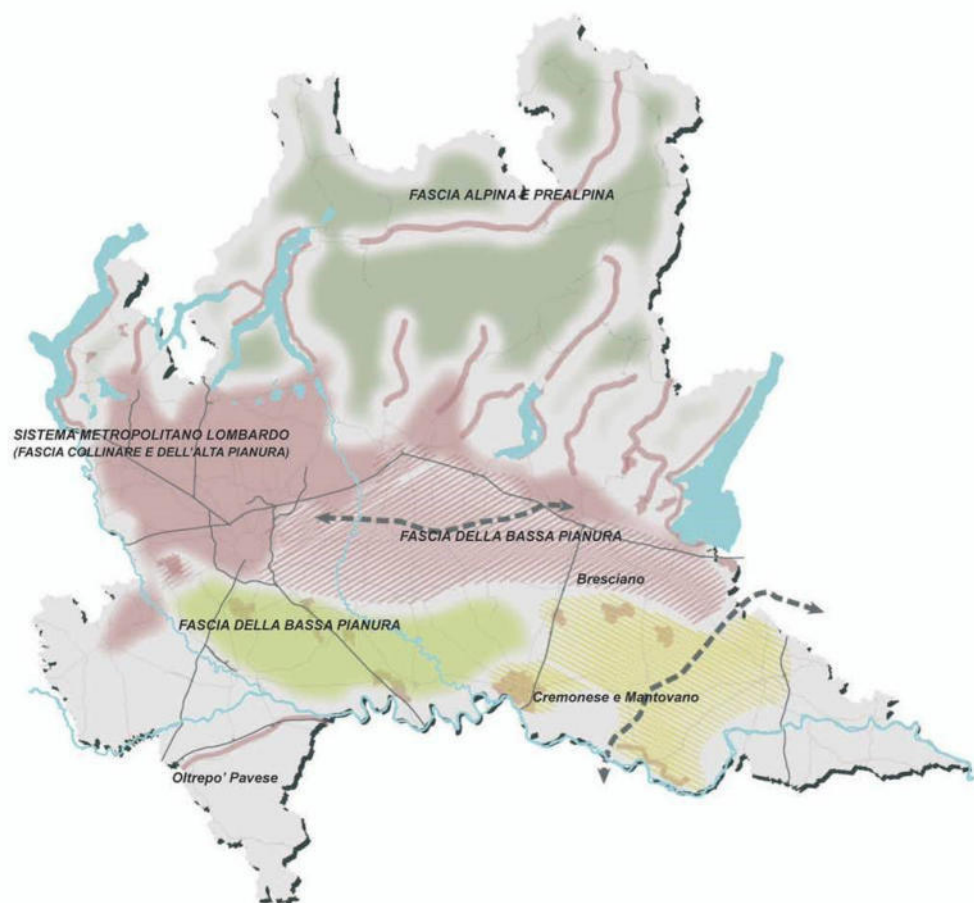 FASCIA ALPINA E PREALPINA
SISTEMA METROPOLITANO LOMBARDO
(FASCIA COLLINARE E DELL'ALTA PIANURA)
FASCIA DELLA BASSA PIANURA
Bresciano
FASCIA DELLA BASSA PIANURA
Cremonese e Mantovano
Oltrepo' Pavese